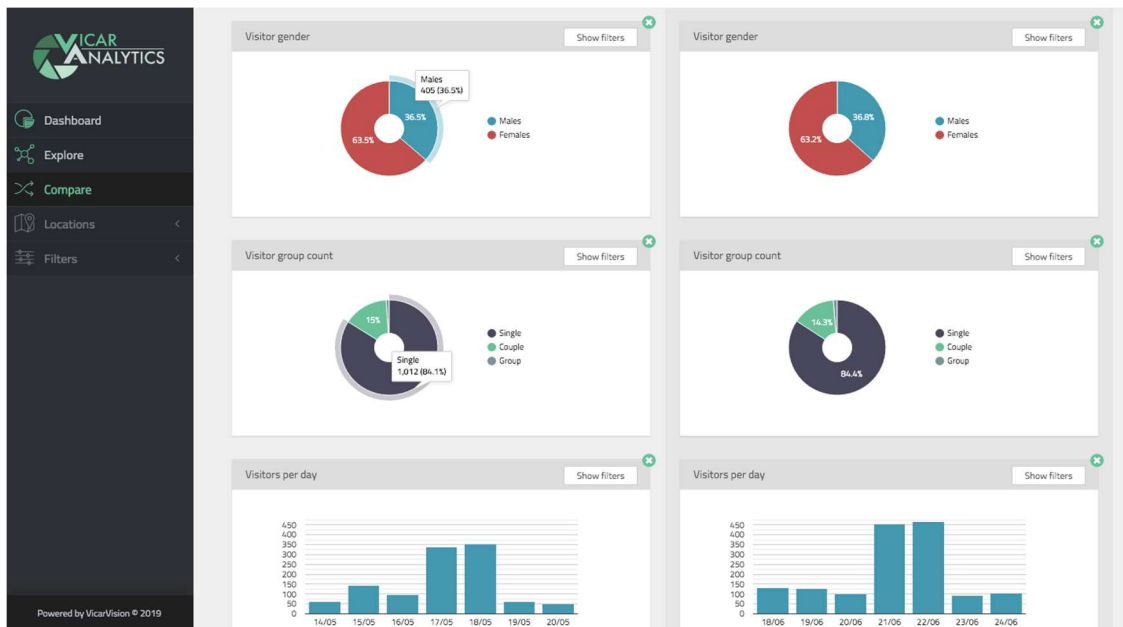 VICAR
ANALYTICS
Dashboard
Explore
Compare
Locations
Filters
Powered by VicarVision © 2019
Visitor gender
Show filters
Males
405 (36.5%)
36.5%
63.5%
Males
Females
Visitor gender
Show filters
36.8%
63.2%
Males
Females
Visitor group count
Show filters
15%
Single
1,012 (84.1%)
Single
Couple
Group
Visitor group count
Show filters
14.3%
84.4%
Single
Couple
Group
Visitors per day
Show filters
450
400
350
300
250
200
150
100
50
0
14/05 15/05 16/05 17/05 18/05 19/05 20/05
Visitors per day
Show filters
450
400
350
300
250
200
150
100
50
0
18/06 19/06 20/06 21/06 22/06 23/06 24/06